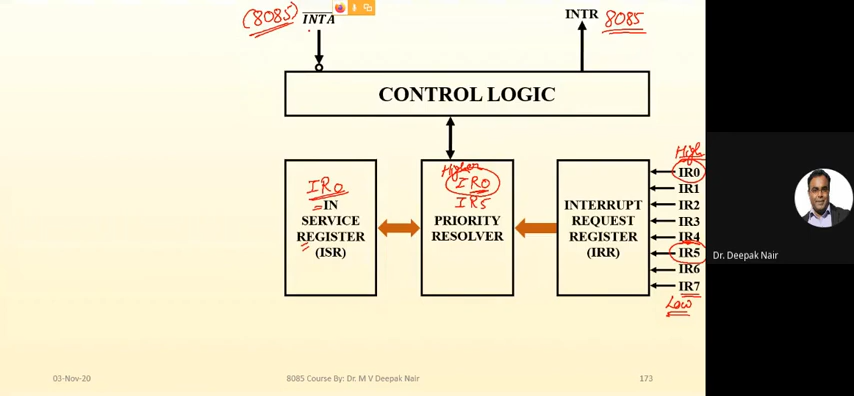 (8085)
INTA
INTR 8085
CONTROL LOGIC
IR0
IN
SERVICE
REGISTER
(ISR)
Higher
IR0
IR5
PRIORITY
RESOLVER
INTERRUPT
REQUEST
REGISTER
(IRR)
High
IR0
IR1
IR2
IR3
IR4
IR5
IR6
IR7
Low
Dr. Deepak Nair
03-Nov-20
8085 Course By: Dr. M V Deepak Nair
173